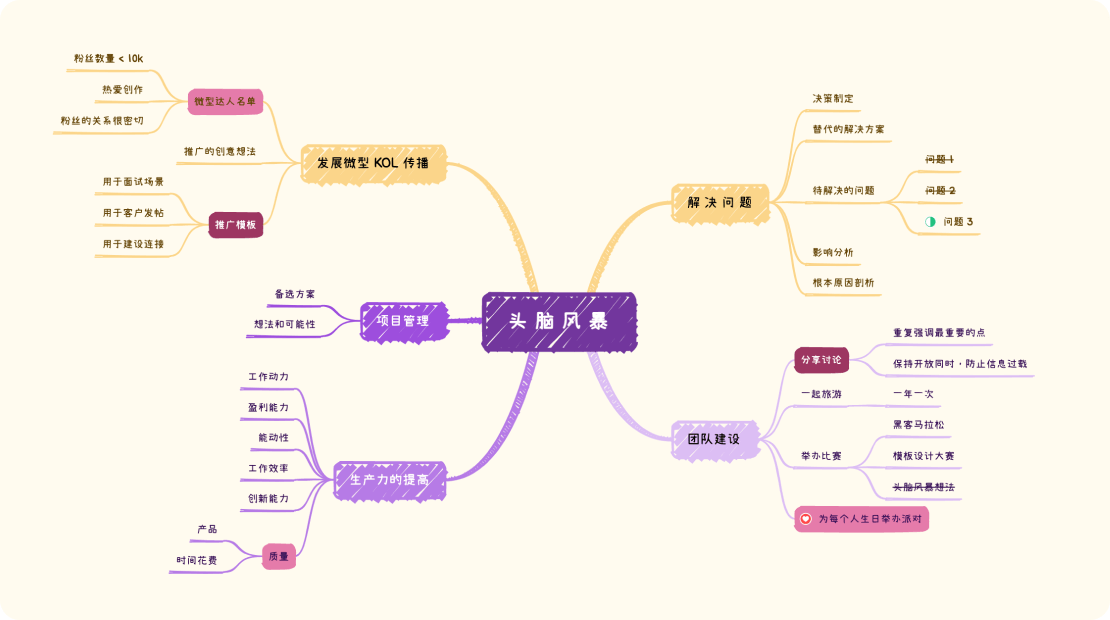 头脑风暴
发展微型 KOL 传播
微型达人名单
粉丝数量 < 10k
热爱创作
粉丝的关系很密切
推广的创意想法
推广模板
用于面试场景
用于客户发帖
用于建设连接
项目管理
备选方案
想法和可能性
生产力的提高
工作动力
盈利能力
能动性
工作效率
创新能力
质量
产品
时间花费
解决问题
决策制定
替代的解决方案
待解决的问题
问题 1
问题 2
问题 3
影响分析
根本原因剖析
团队建设
分享讨论
重复强调最重要的点
保持开放同时·防止信息过载
一起旅游
一年一次
举办比赛
黑客马拉松
模板设计大赛
头脑风暴想法
为每个人生日举办派对